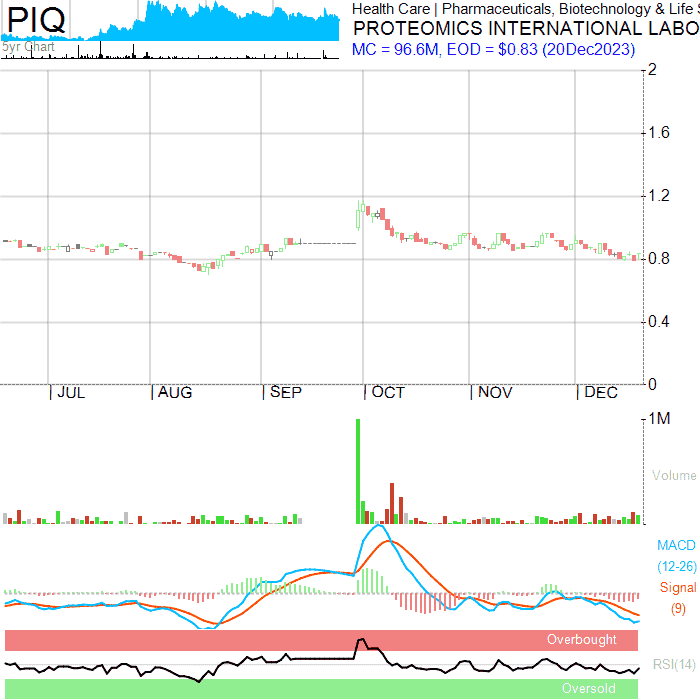 PIQ
5yr Chart
Health Care | Pharmaceuticals, Biotechnology & Life S
PROTEOMICS INTERNATIONAL LABO
MC = 96.6M, EOD = $0.83 (20Dec2023)
2
1.6
1.2
0.8
0.4
0
JUL AUG SEP OCT NOV DEC
1M
Volume
MACD
(12-26)
Signal
(9)
Overbought
RSI(14)
Oversold